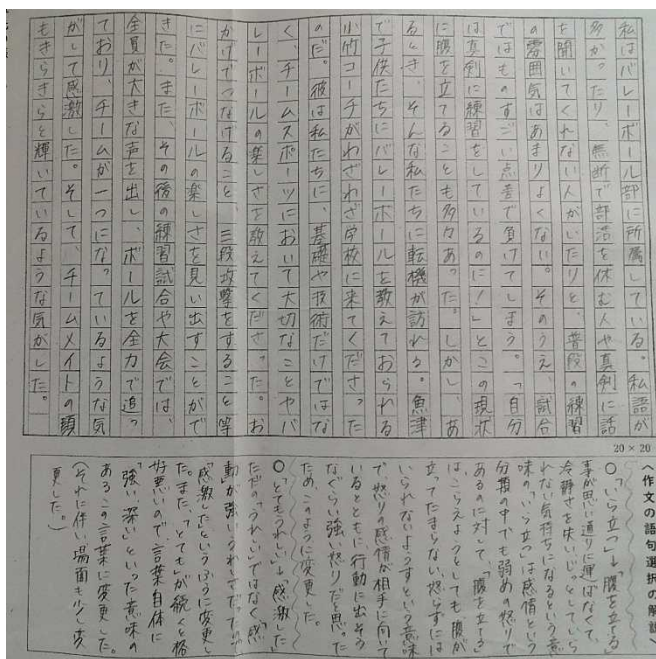 私はバレーボール部に所属している。私語が
多かったり、無断で部活を休む人や真剣に話
を聞いてくれない人がいたりと、普段の練習
の雰囲気はあまりよくない。そのうえ、試合
ではものすごい点差で負けてしまう。「自分
は真剣に練習をしているのに!」とこの現状
に腹を立てることも多々あった。しかし、あ
るとき、そんな私たちに転機が訪れる。魚津
で子供たちにバレーボールを教えておられる
小竹コーチがわざわざ学校に来てくださった
のだ。彼は私たちに、基礎や技術だけではな
く、チームスポーツにおいて大切なことやバ
レーボールの楽しさを教えてくださった。お
かげでつなげること、三段攻撃をすること等
にバレーボールの楽しさを見い出すことがで
きた。また、その後の練習試合や大会では、
全員が大きな声を出し、ボールを全力で追っ
ており、チームが一つになっているような気
がして感激した。そして、チームメイトの顔
もきらきらと輝いているような気がした。
20×20
〈作文の語句選択の解説〉
○「いら立つ」→「腹を立てる」
事が思い通りに運ばなくて、
冷静さを失い、じっとしていら
れない気持ちになるという意
味の「いら立つ」は感情という
分類の中でも弱めの怒りで
あるのに対して、「腹を立てる」
は、こらえようとしても、腹が
立ってたまらない、怒らずには
いられないようすという意味
で、怒りの感情が相手に向いて
いるとともに行動に出そう
なぐらい強い怒りだと思った
ため、このように変更した。
○「とてもうれしい」→「感激した」
ただの「うれしい」ではなく「感
動」が強いうれしさだったので
「感激した」というふうに変更し
た。また、「とても」が続くと格
好悪いので、言葉自体に
「強い、深い」といった意味の
あるこの言葉に変更した。
(それに伴い、場面も少し変
更した。)